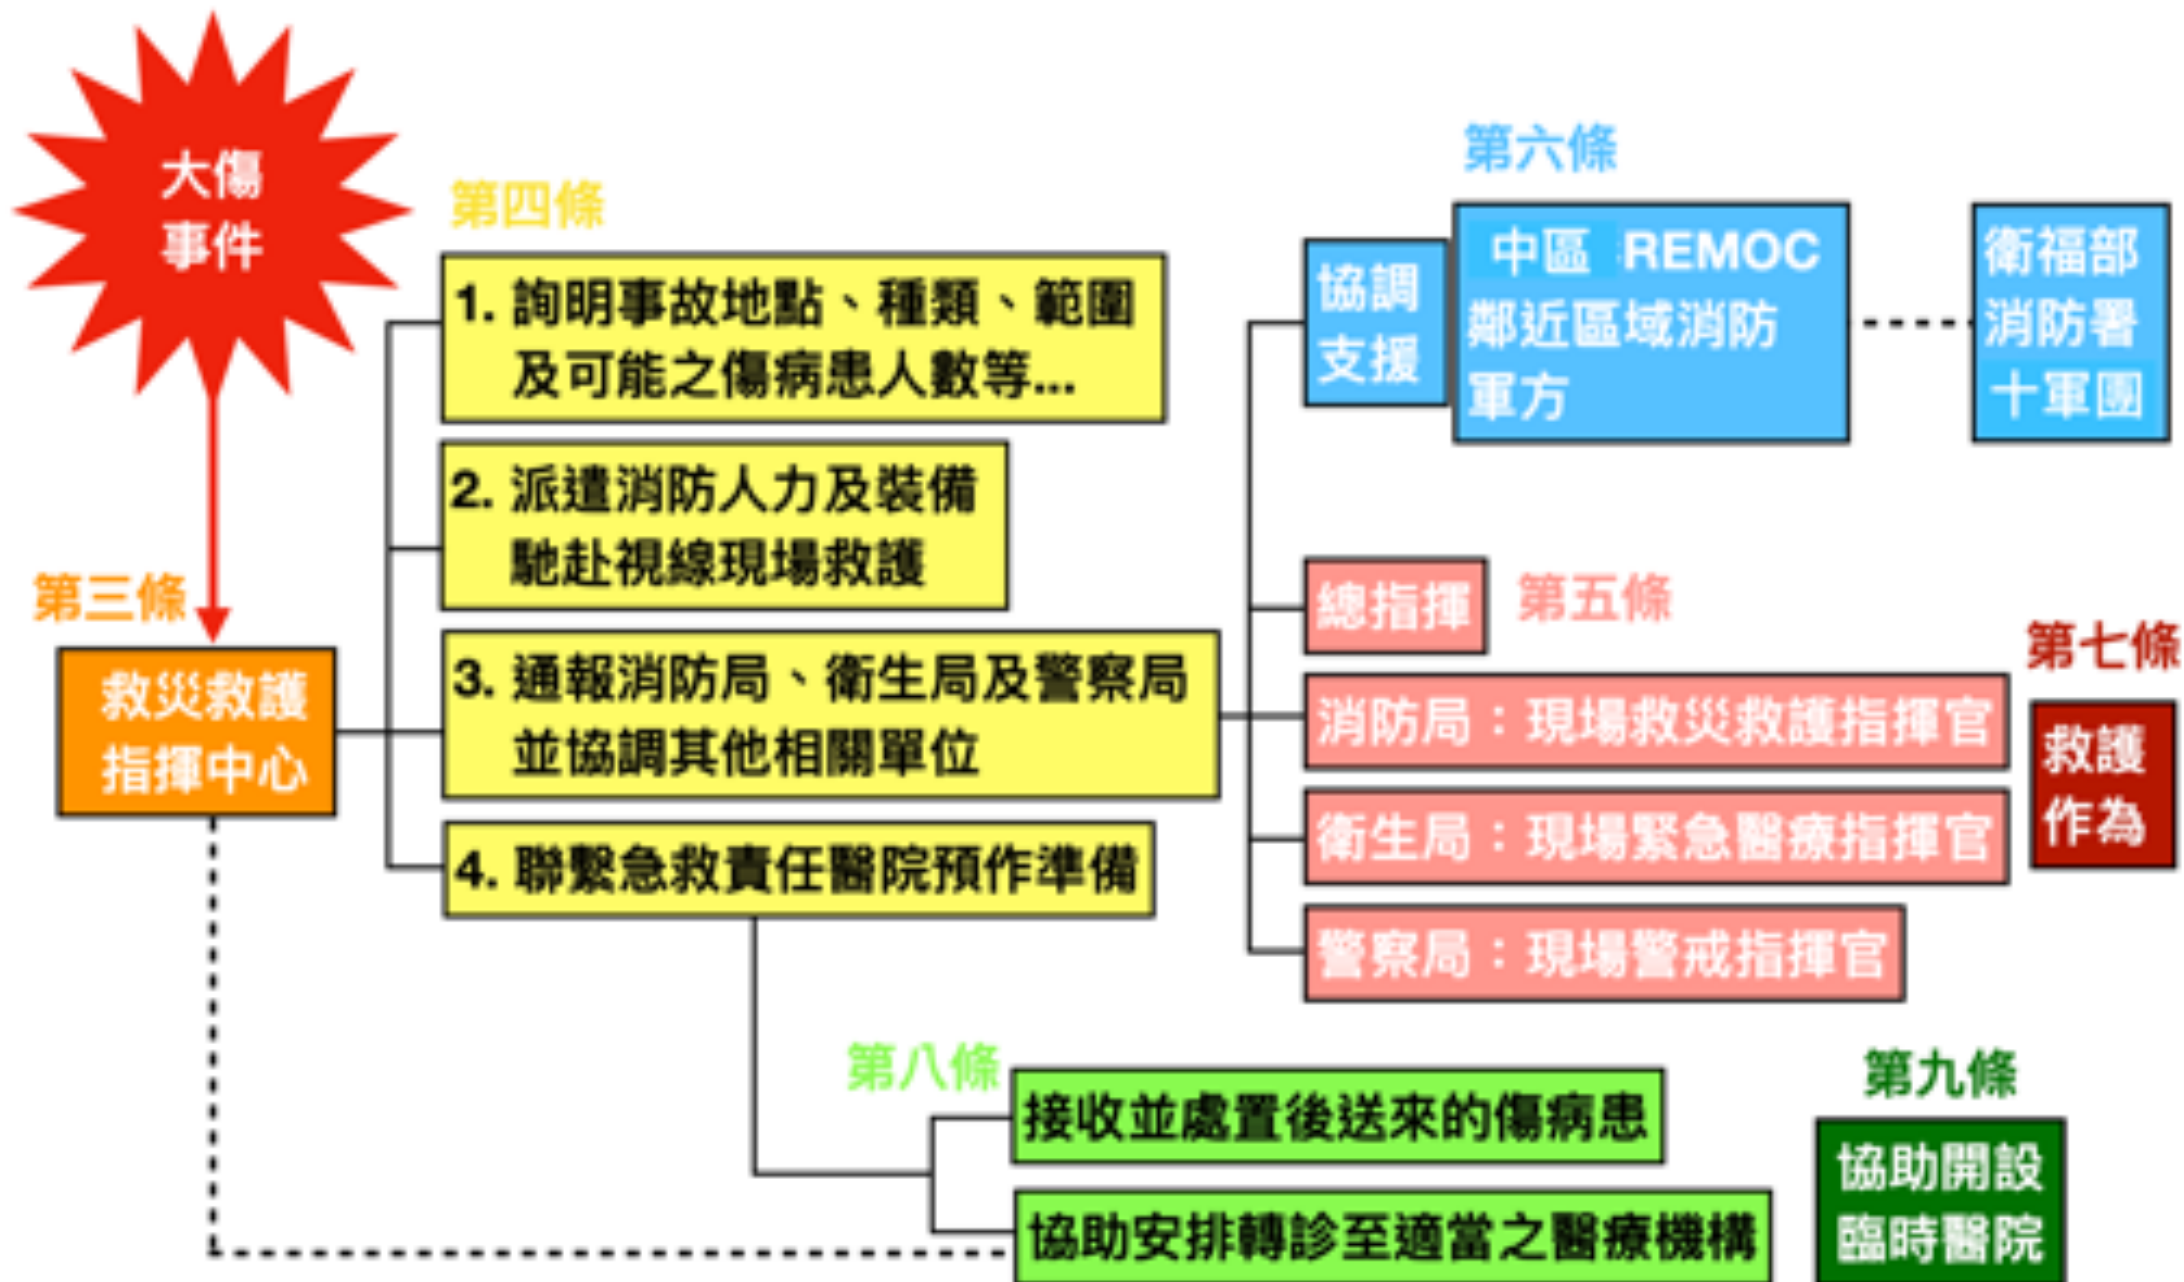 大傷
事件
第三條
救災救護
指揮中心
第四條
1. 詢明事故地點、種類、範圍
及可能之傷病患人數等...
2. 派遣消防人力及裝備
馳赴視線現場救護
3. 通報消防局、衛生局及警察局
並協調其他相關單位
4. 聯繫急救責任醫院預作準備
第六條
協調
支援
中區 REMOC
鄰近區域消防
軍方
衛福部
消防署
十軍團
總指揮
第五條
消防局：現場救災救護指揮官
衛生局：現場緊急醫療指揮官
警察局：現場警戒指揮官
第七條
救護
作為
第八條
接收並處置後送來的傷病患
協助安排轉診至適當之醫療機構
第九條
協助開設
臨時醫院